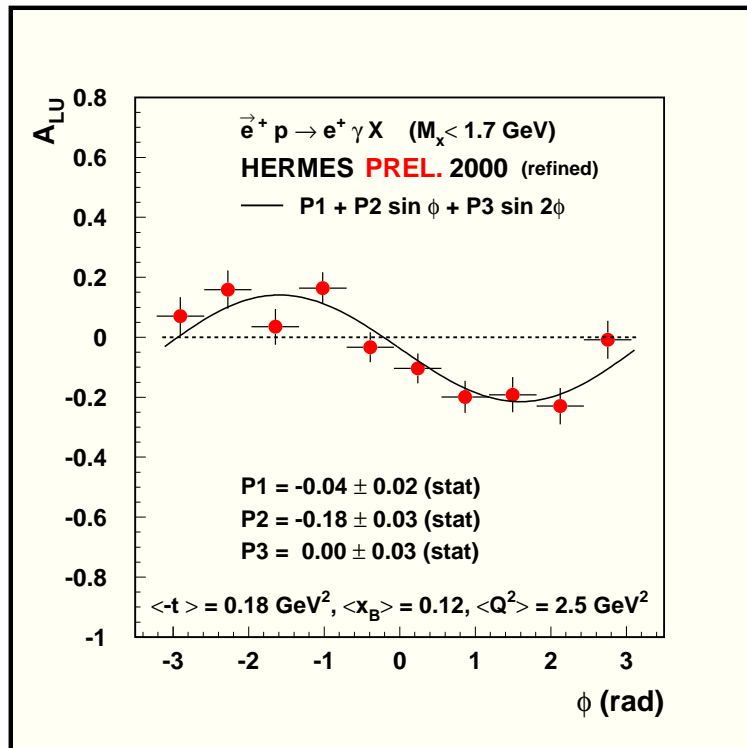 A_LU
0.8
0.6
0.4
0.2
0
-0.2
-0.4
-0.6
-0.8
-1
e⃗⁺ p → e⁺ γ X (M_x < 1.7 GeV)
HERMES PREL. 2000 (refined)
P1 + P2 sin ϕ + P3 sin 2ϕ
P1 = -0.04 ± 0.02 (stat)
P2 = -0.18 ± 0.03 (stat)
P3 = 0.00 ± 0.03 (stat)
<-t > = 0.18 GeV², <x_B> = 0.12, <Q²> = 2.5 GeV²
-3 -2 -1 0 1 2 3
ϕ (rad)